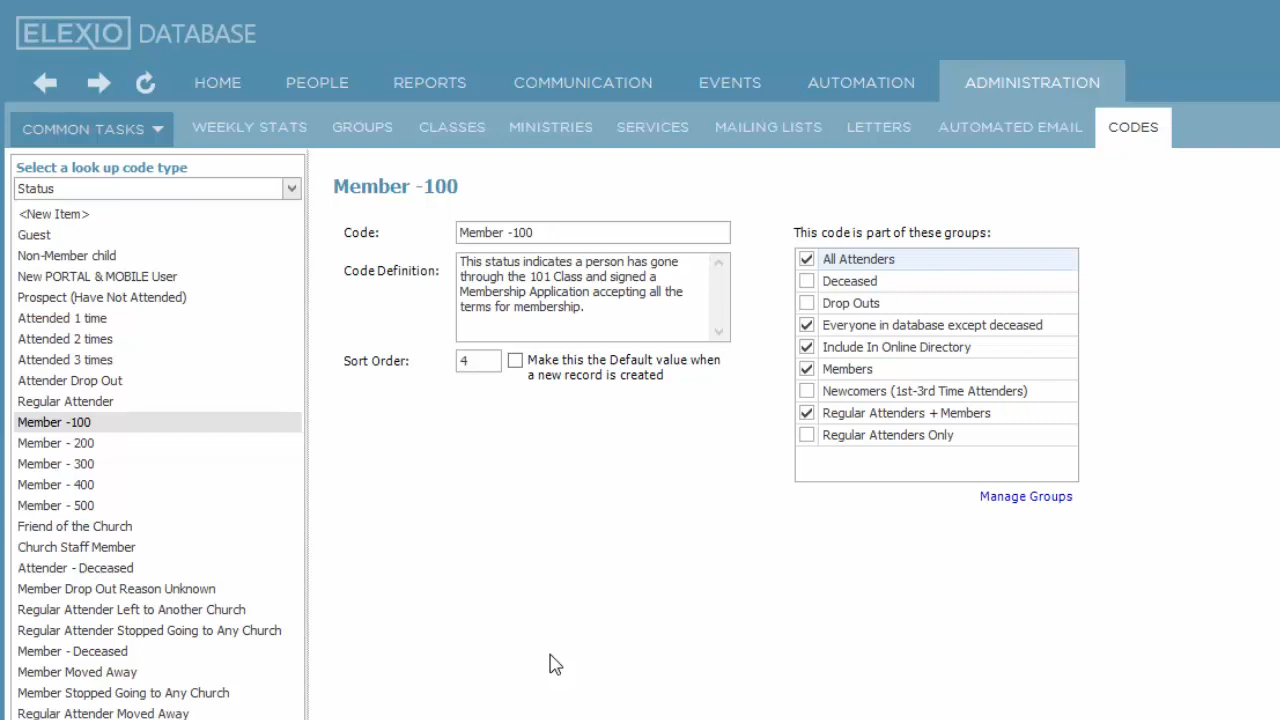 ELEXIO DATABASE
HOME PEOPLE REPORTS COMMUNICATION EVENTS AUTOMATION ADMINISTRATION
COMMON TASKS WEEKLY STATS GROUPS CLASSES MINISTRIES SERVICES MAILING LISTS LETTERS AUTOMATED EMAIL CODES
Select a look up code type
Status
<New Item>
Guest
Non-Member child
New PORTAL & MOBILE User
Prospect (Have Not Attended)
Attended 1 time
Attended 2 times
Attended 3 times
Attender Drop Out
Regular Attender
Member -100
Member - 200
Member - 300
Member - 400
Member - 500
Friend of the Church
Church Staff Member
Attender - Deceased
Member Drop Out Reason Unknown
Regular Attender Left to Another Church
Regular Attender Stopped Going to Any Church
Member - Deceased
Member Moved Away
Member Stopped Going to Any Church
Regular Attender Moved Away
Member -100
Code: Member -100
Code Definition:
This status indicates a person has gone
through the 101 Class and signed a
Membership Application accepting all the
terms for membership.
Sort Order: 4
Make this the Default value when
a new record is created
This code is part of these groups:
All Attenders
Deceased
Drop Outs
Everyone in database except deceased
Include In Online Directory
Members
Newcomers (1st-3rd Time Attenders)
Regular Attenders + Members
Regular Attenders Only
Manage Groups